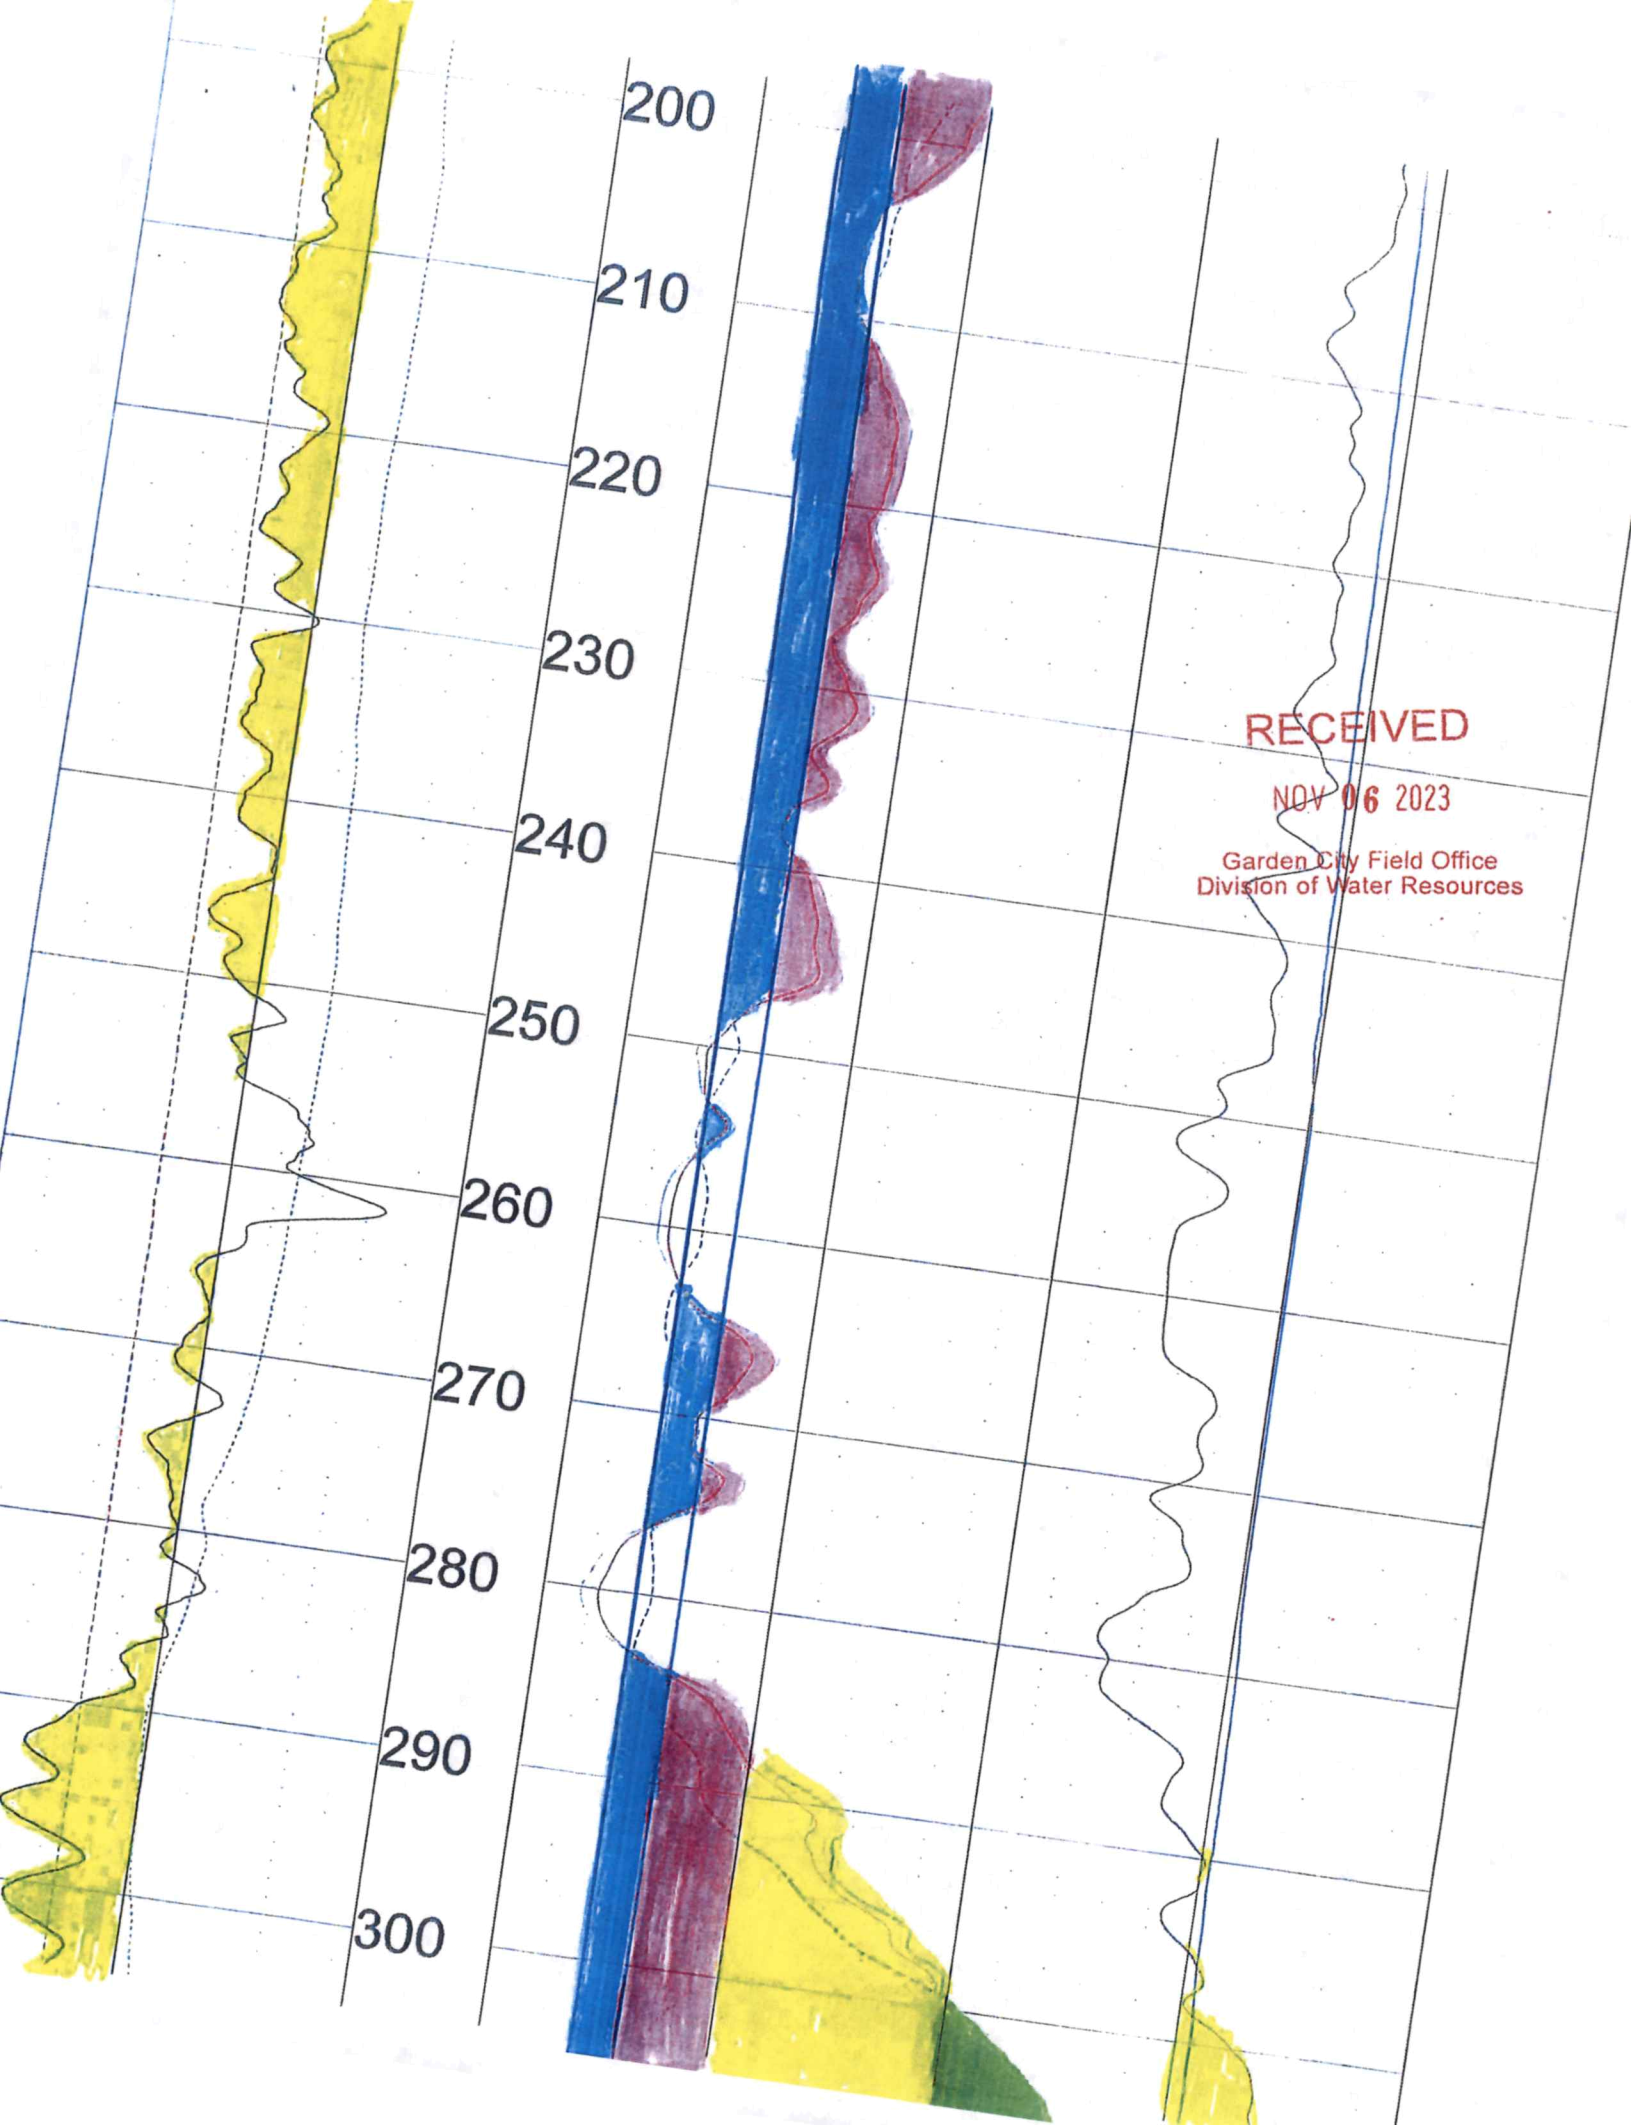 200
210
220
230
RECEIVED
NOV 06 2023
240
Garden City Field Office
Division of Water Resources
250
260
270
280
290
300